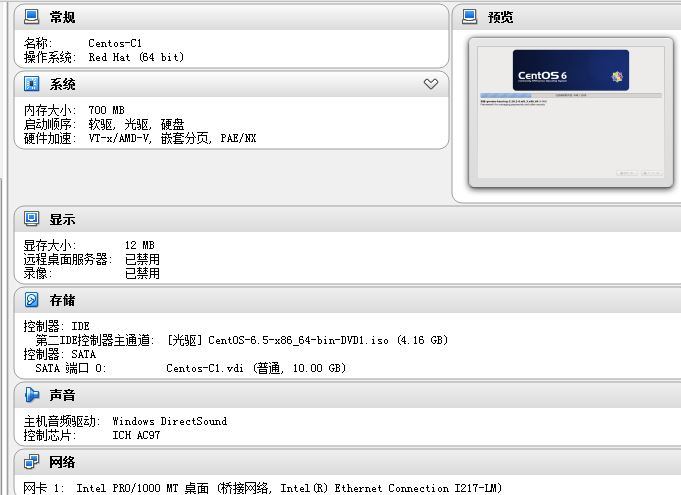 常规
名称: Centos-C1
操作系统: Red Hat (64 bit)
预览
CentOS 6
系统
内存大小: 700 MB
启动顺序: 软驱, 光驱, 硬盘
硬件加速: VT-x/AMD-V, 嵌套分页, PAE/NX
显示
显存大小: 12 MB
远程桌面服务器: 已禁用
录像: 已禁用
存储
控制器: IDE
第二IDE控制器主通道: [光驱] CentOS-6.5-x86_64-bin-DVD1.iso (4.16 GB)
控制器: SATA
SATA 端口 0: Centos-C1.vdi (普通, 10.00 GB)
声音
主机音频驱动: Windows DirectSound
控制芯片: ICH AC97
网络
网卡 1: Intel PRO/1000 MT 桌面 (桥接网络, Intel(R) Ethernet Connection I217-LM)